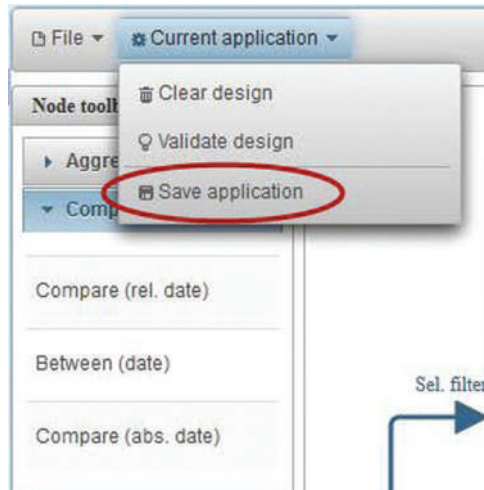 File Current application
Clear design
Node toolb
Validate design
Aggre
Save application
Comp
Compare (rel. date)
Between (date)
Sel. filter
Compare (abs. date)